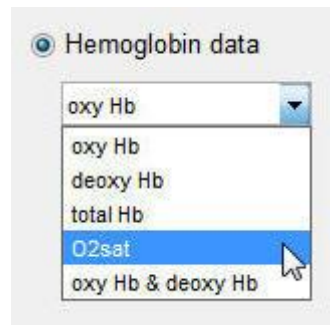 Hemoglobin data
oxy Hb
oxy Hb
deoxy Hb
total Hb
O2sat
oxy Hb & deoxy Hb